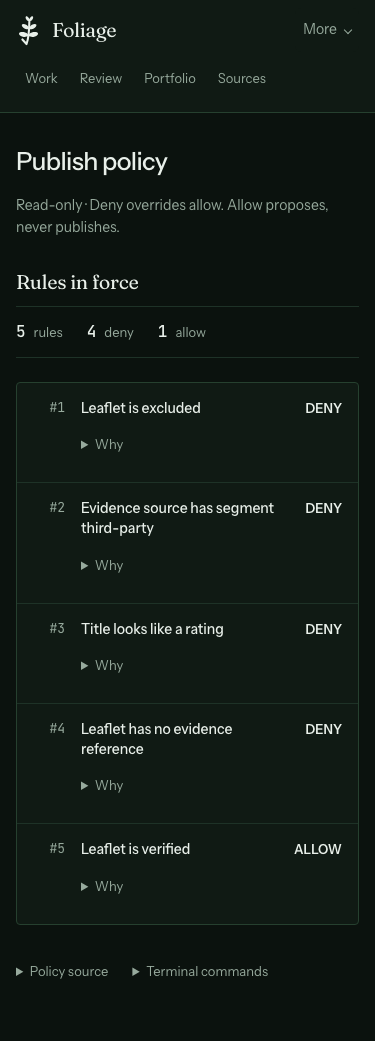 Foliage
More
Work Review Portfolio Sources
Publish policy
Read-only · Deny overrides allow. Allow proposes,
never publishes.
Rules in force
5 rules 4 deny 1 allow
#1 Leaflet is excluded DENY
Why
#2 Evidence source has segment DENY
third-party
Why
#3 Title looks like a rating DENY
Why
#4 Leaflet has no evidence DENY
reference
Why
#5 Leaflet is verified ALLOW
Why
Policy source Terminal commands